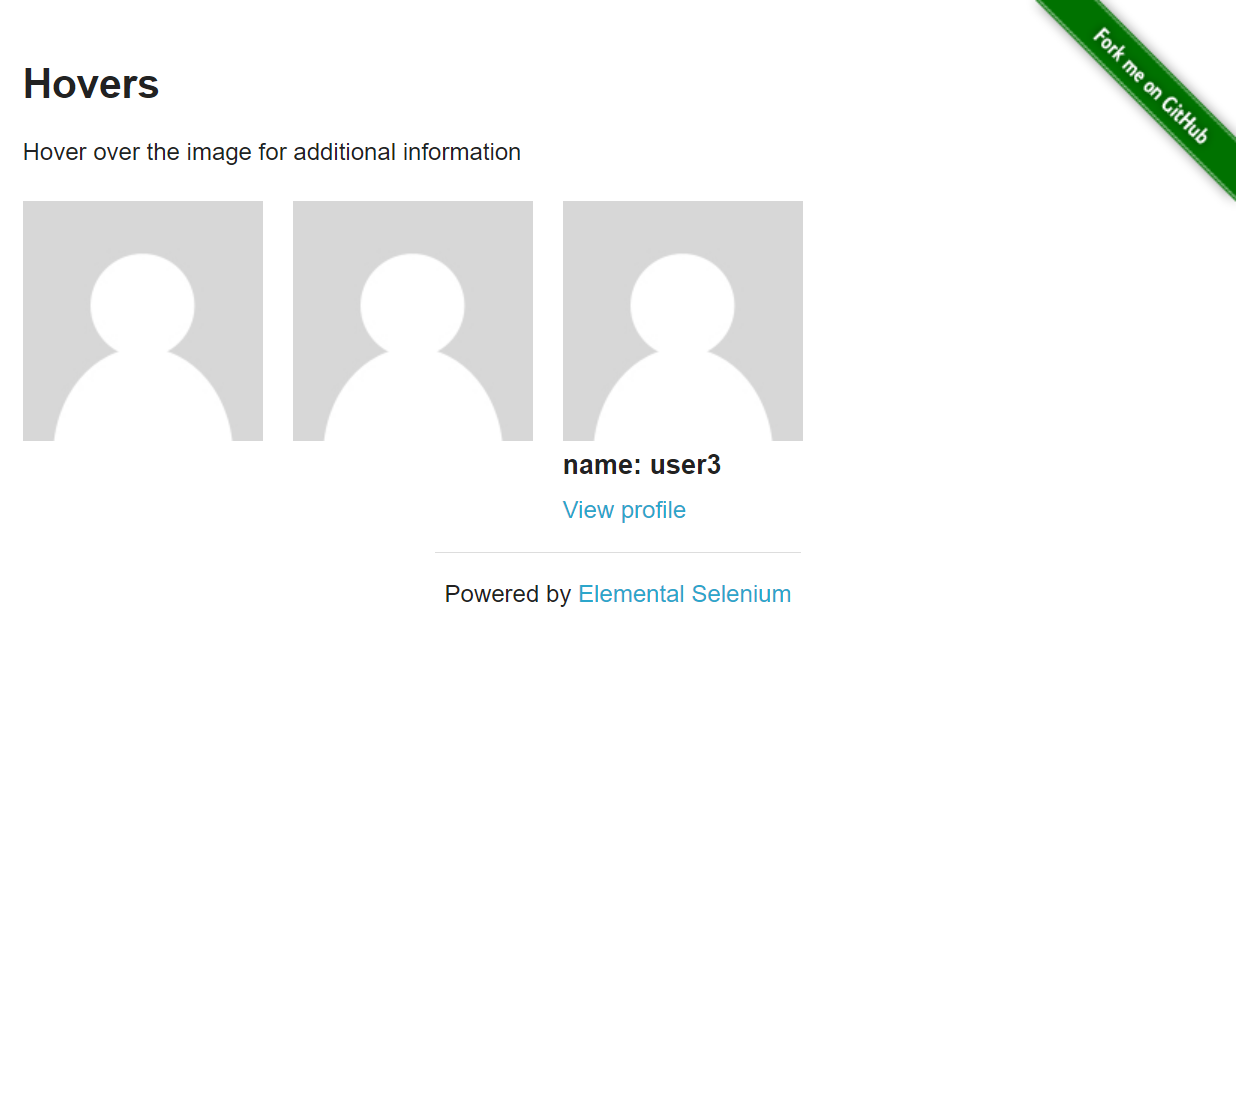 Fork me on GitHub
Hovers
Hover over the image for additional information
name: user3
View profile
Powered by Elemental Selenium